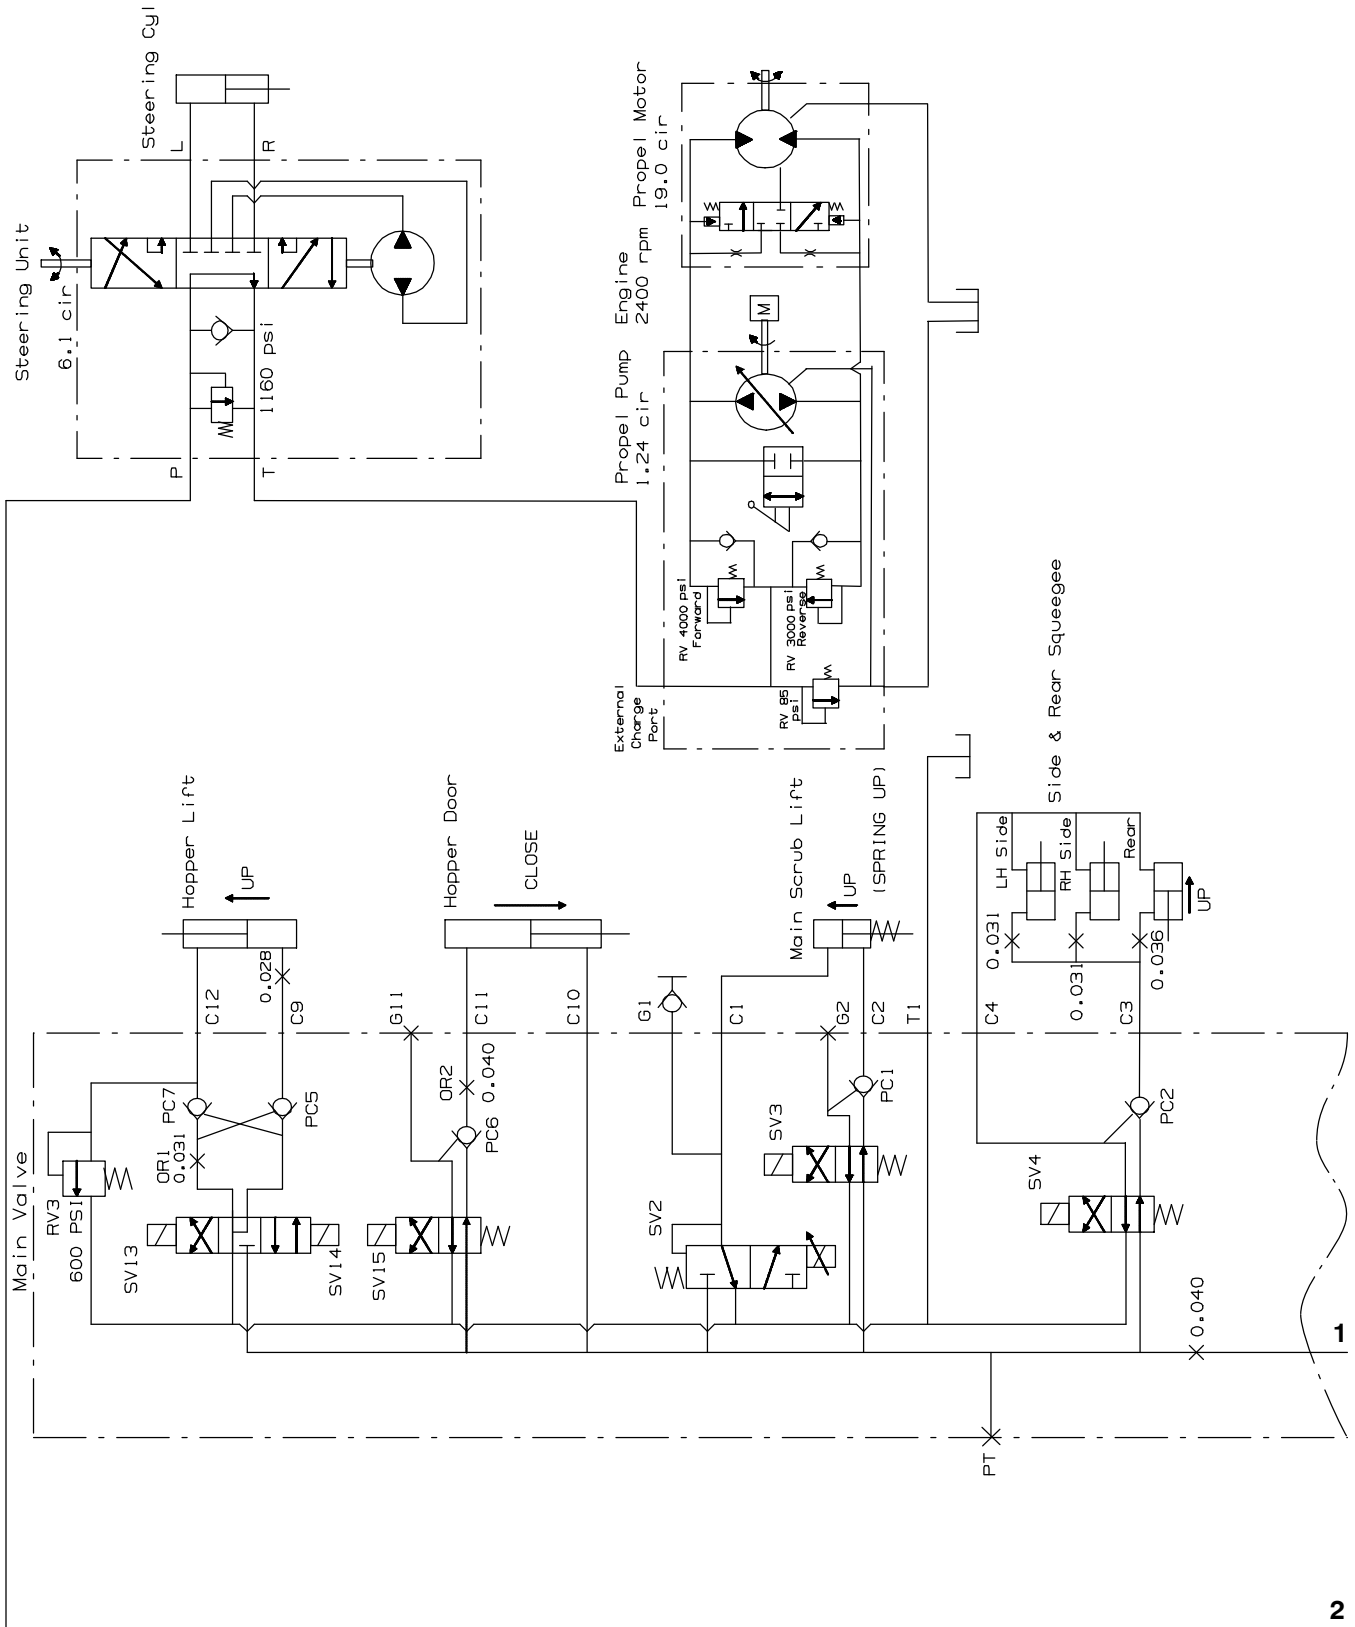 Steering Unit
6.1 cir
Steering Cyl
L
R
1160 psi
P
T
Propel Pump
1.24 cir
Engine
2400 rpm
Propel Motor
19.0 cir
M
RV 4000 psi
Forward
RV 3000 psi
Reverse
RV 85
psi
External
Charge
Port
Main Valve
RV3
600 PSI
OR1
0.031
PC7
PC5
SV13
SV14
C12
C9
0.028
Hopper Lift
UP
SV15
PC6
OR2
0.040
G11
C11
C10
Hopper Door
CLOSE
SV2
SV3
PC1
G1
C1
G2
C2
T1
Main Scrub Lift
UP
(SPRING UP)
SV4
PC2
C4
C3
0.031
0.031
0.036
LH Side
RH Side
Rear
UP
Side & Rear Squeegee
PT
0.040
1
2